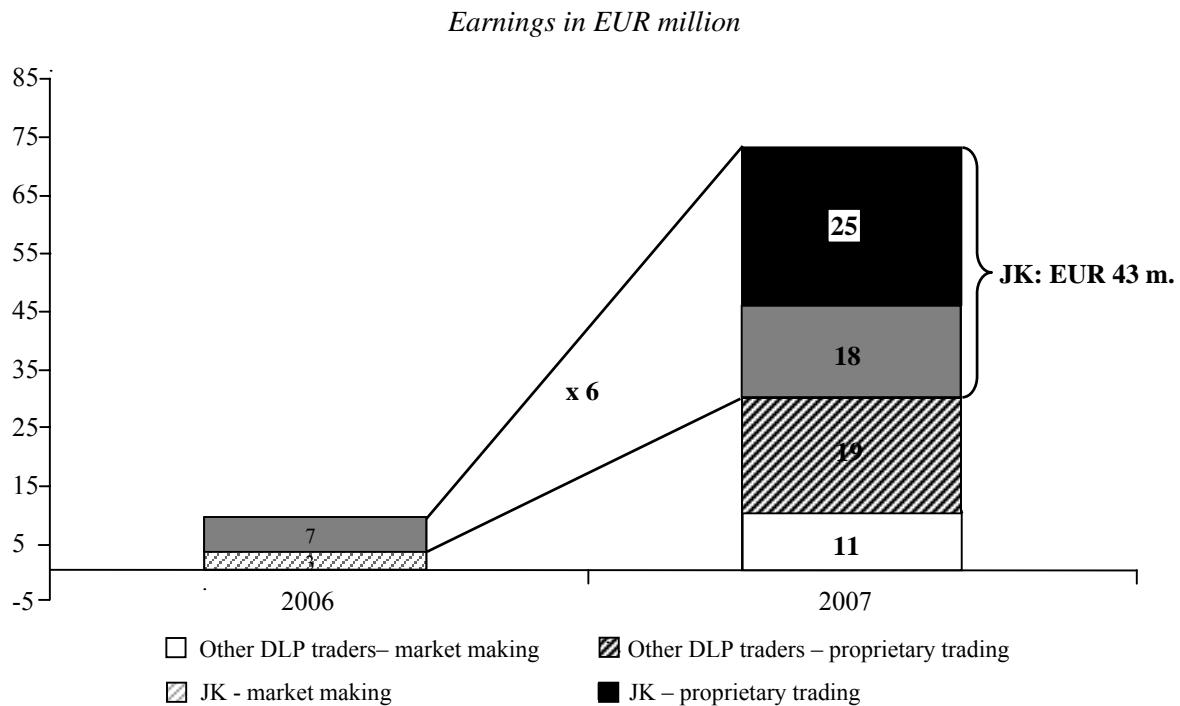 Earnings in EUR million
85
75
65
55
45
35
25
15
5
-5
25
18
19
11
JK: EUR 43 m.
x 6
7
3
2006
2007
Other DLP traders– market making
Other DLP traders – proprietary trading
JK - market making
JK – proprietary trading